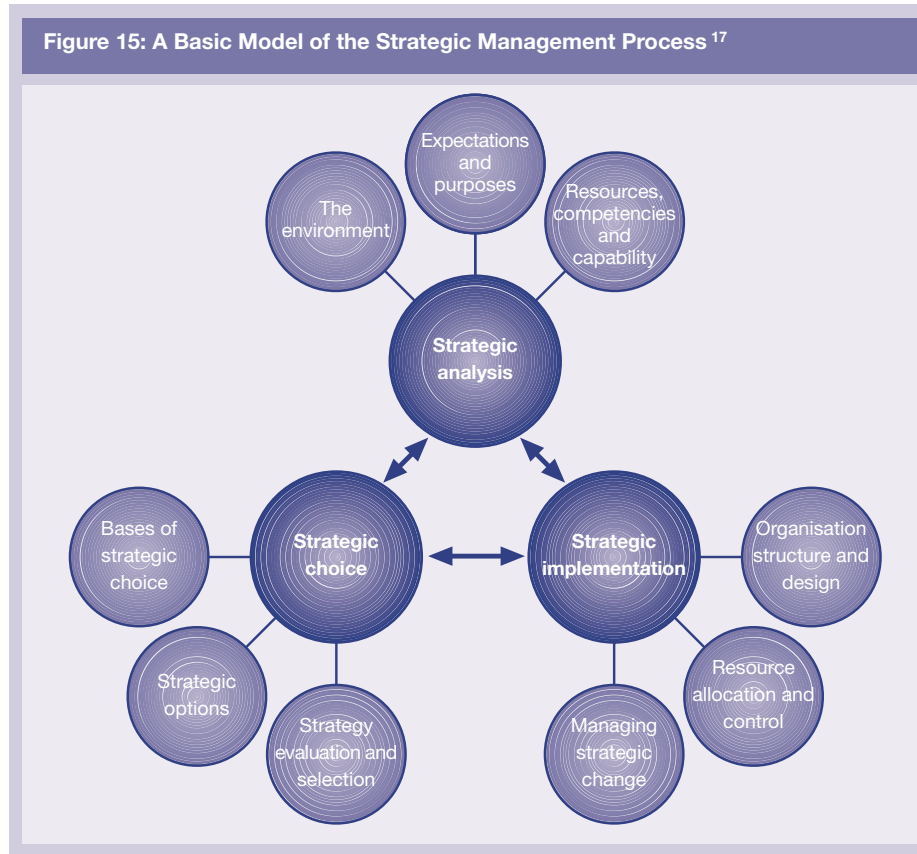 Figure 15: A Basic Model of the Strategic Management Process 17
Expectations
and
purposes
The
environment
Resources,
competencies
and
capability
Strategic
analysis
Bases of
strategic
choice
Strategic
choice
Strategic
implementation
Organisation
structure and
design
Strategic
options
Strategy
evaluation and
selection
Managing
strategic
change
Resource
allocation and
control